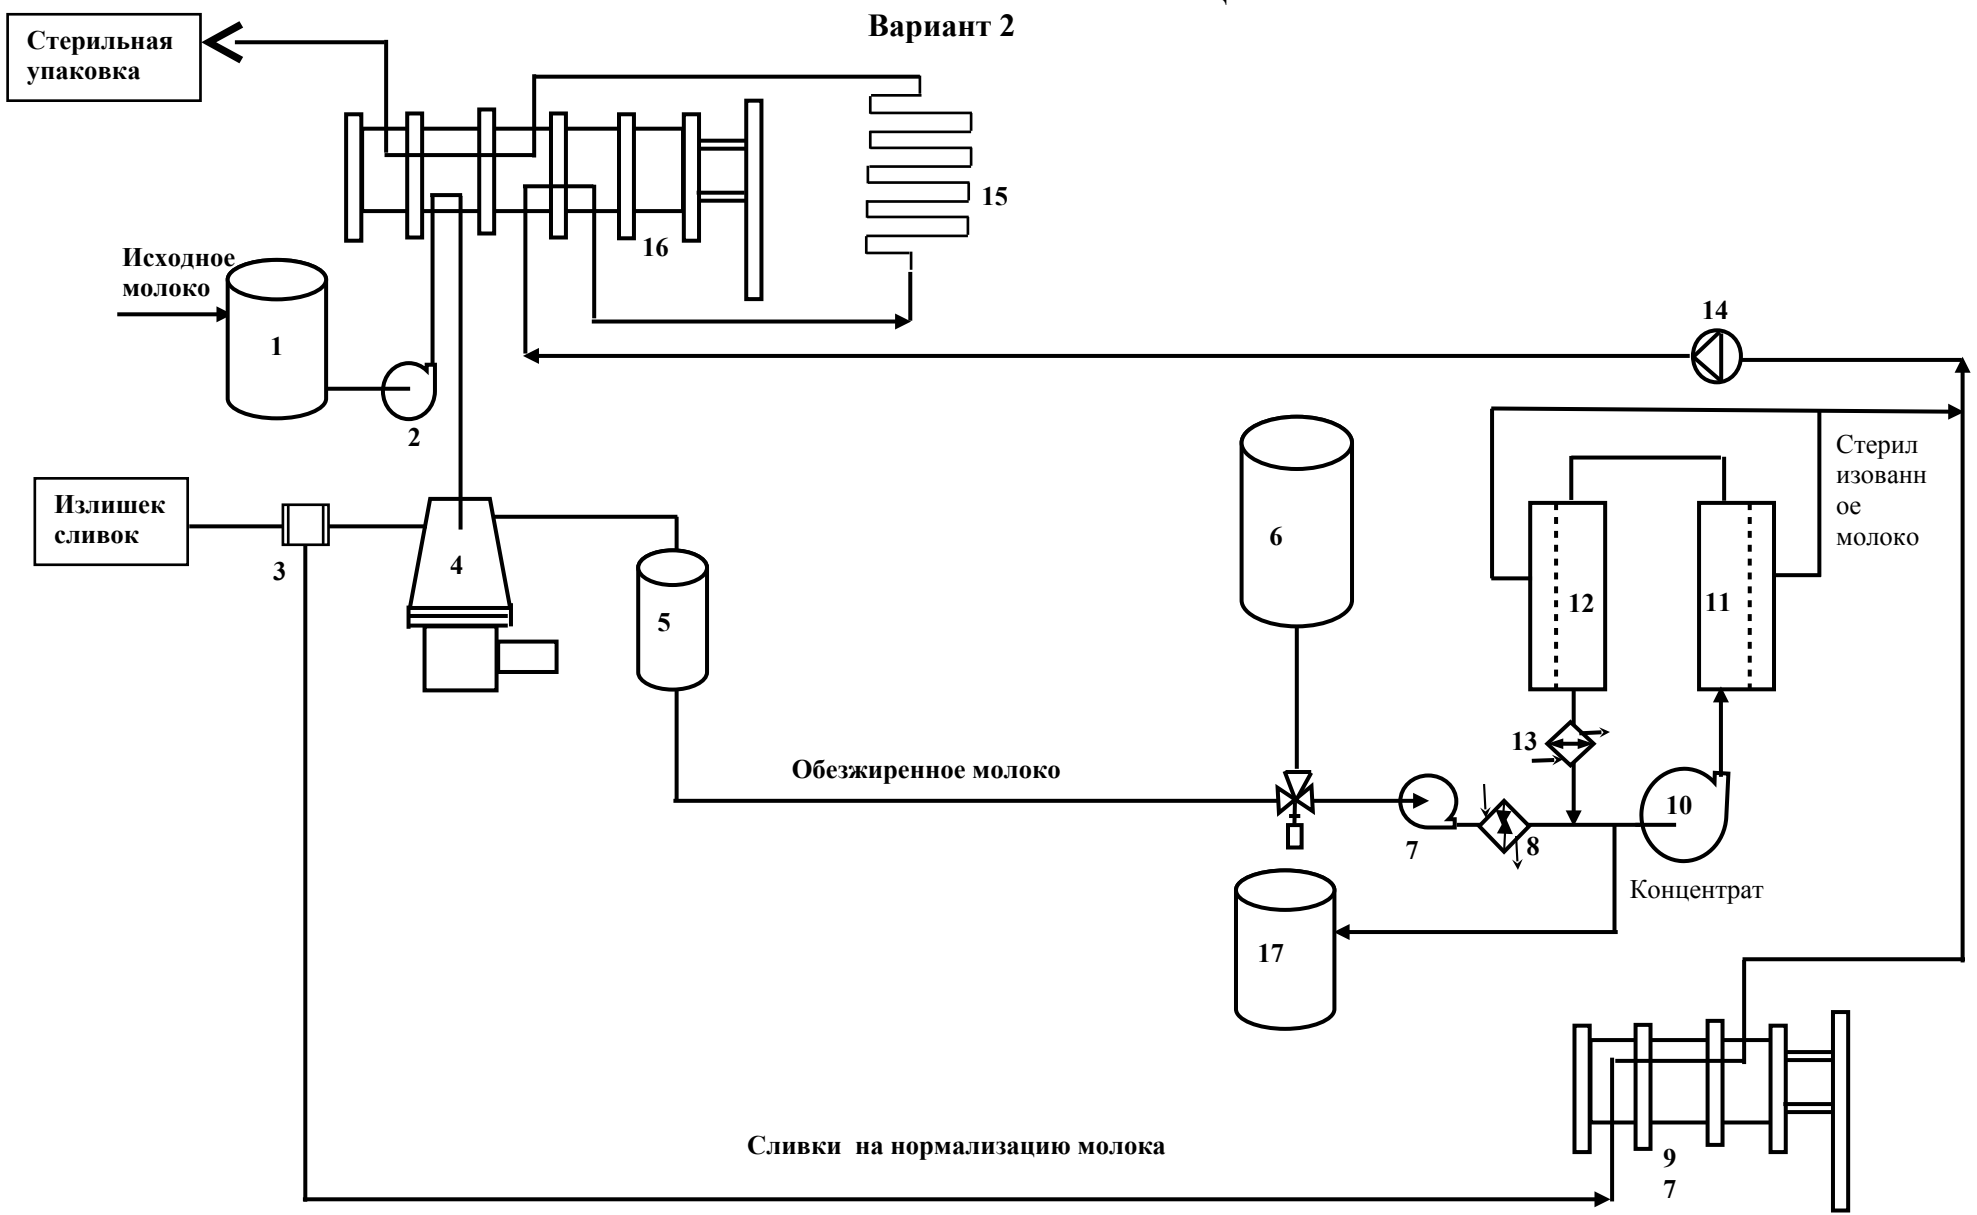 Вариант 2
Стерильная
упаковка
15
16
Исходное
молоко
1
2
14
Излишек
сливок
3
4
5
6
Стерил
изованн
ое
молоко
12
11
13
Обезжиренное молоко
7
8
10
Концентрат
17
Сливки на нормализацию молока
9
7